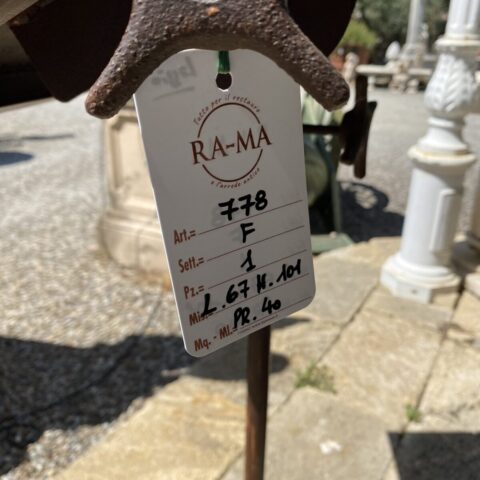 Tutto per il restauro
RA-MA
e l'arredo antico
Art.= 778
Sett.= F
Pz.= 1
Mis.= L. 67 H. 101
Mq. - Ml.= PR. 40